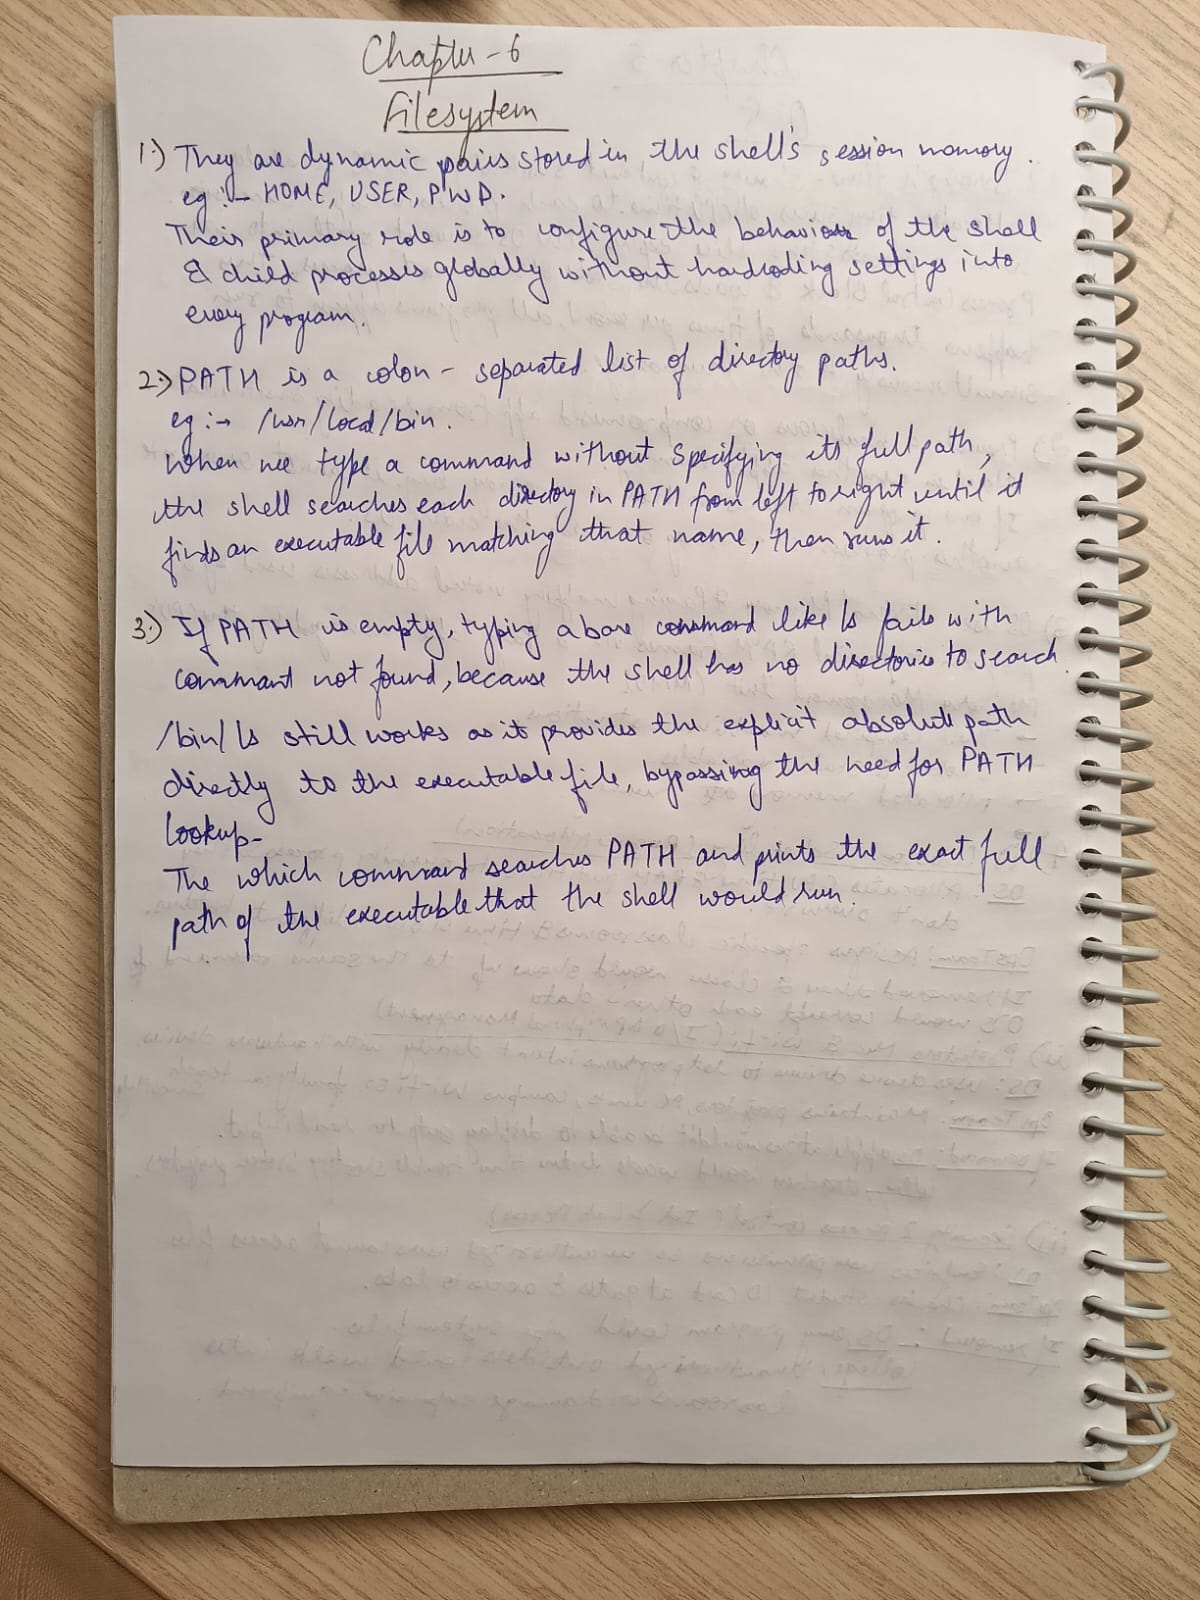 Chapter - 6
Filesystem
1.) They are dynamic pairs stored in the shell's session memory.
eg :- HOME, USER, PWD.
Their primary role is to configure the behaviour of the shell
& child processes globally without hardcoding settings into
every program.
2.) PATH is a colon - separated list of directory paths.
eg :→ /usr/local/bin.
When we type a command without specifying its full path,
the shell searches each directory in PATH from left to right until it
finds an executable file matching that name, then runs it.
3.) If PATH is empty, typing a bare command like ls fails with
command not found, because the shell has no directories to search.
/bin/ls still works as it provides the explicit absolute path
directly to the executable file, bypassing the need for PATH
lookup-
The which command searches PATH and prints the exact full
path of the executable that the shell would run.